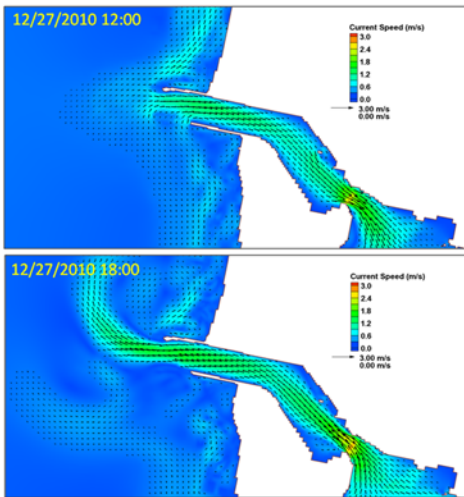 12/27/2010 12:00
Current Speed (m/s)
3.0
2.4
1.8
1.2
0.6
0.0
3.00 m/s
0.00 m/s
12/27/2010 18:00
Current Speed (m/s)
3.0
2.4
1.8
1.2
0.6
0.0
3.00 m/s
0.00 m/s